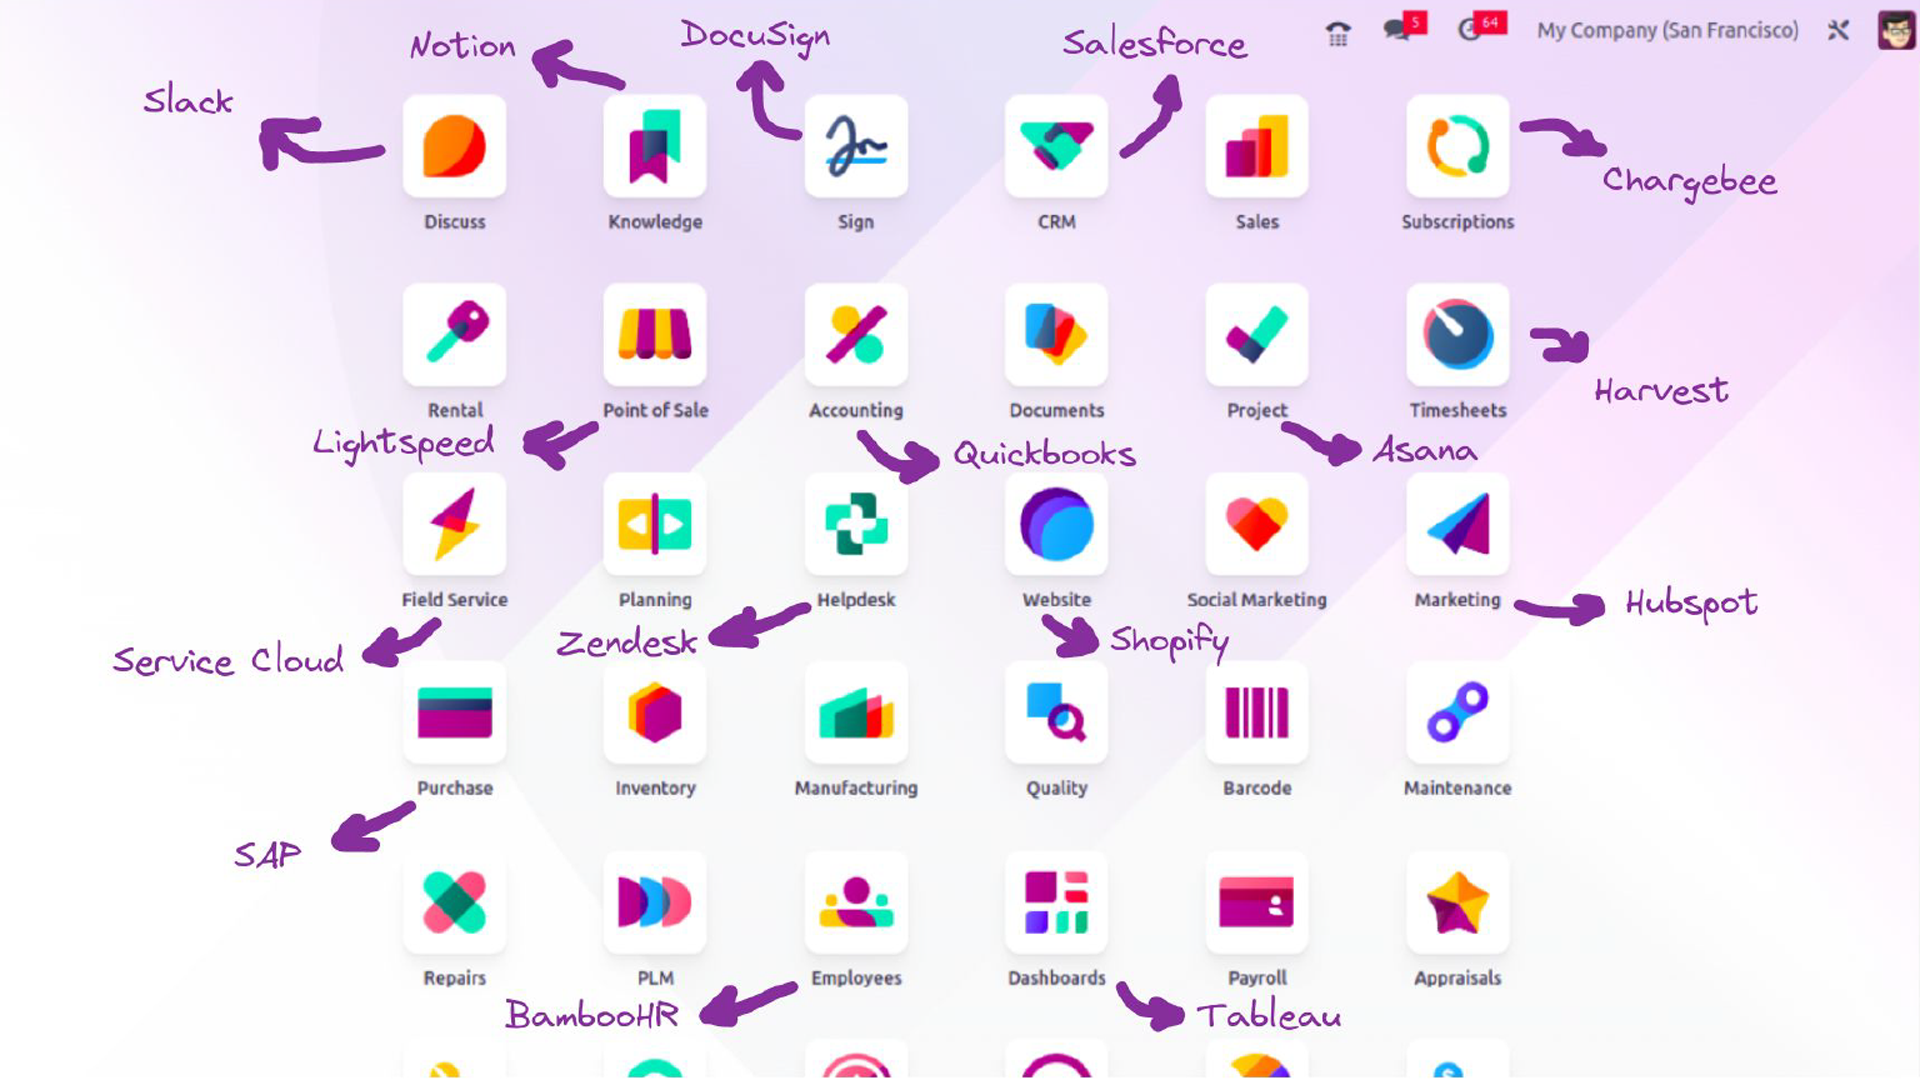 Notion
DocuSign
Salesforce
5
64
My Company (San Francisco)
Slack
Chargebee
Discuss
Knowledge
Sign
CRM
Sales
Subscriptions
Harvest
Rental
Point of Sale
Accounting
Documents
Project
Timesheets
Lightspeed
Quickbooks
Asana
Field Service
Planning
Helpdesk
Website
Social Marketing
Marketing
Hubspot
Service Cloud
Zendesk
Shopify
Purchase
Inventory
Manufacturing
Quality
Barcode
Maintenance
SAP
Repairs
PLM
Employees
Dashboards
Payroll
Appraisals
BambooHR
Tableau